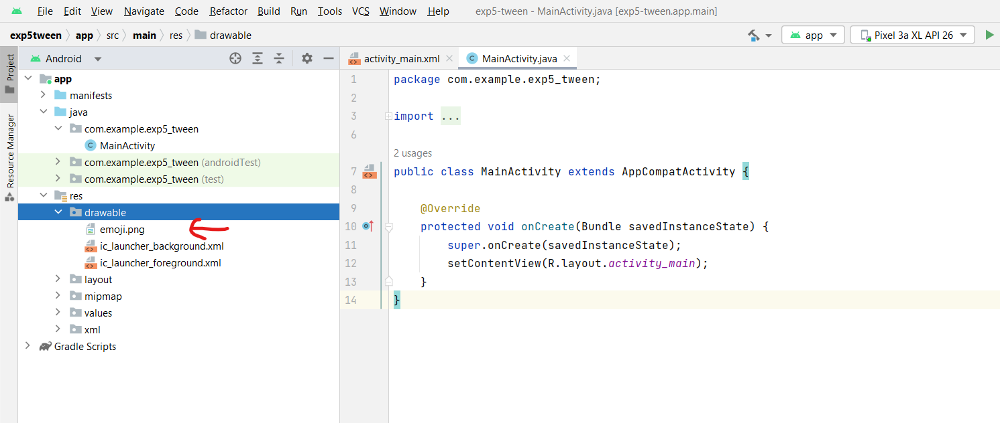 File Edit View Navigate Code Refactor Build Run Tools VCS Window Help exp5-tween - MainActivity.java [exp5-tween.app.main]
exp5tween app src main res drawable app Pixel 3a XL API 26
Project
Resource Manager
Android
app
manifests
java
com.example.exp5_tween
MainActivity
com.example.exp5_tween (androidTest)
com.example.exp5_tween (test)
res
drawable
emoji.png
ic_launcher_background.xml
ic_launcher_foreground.xml
layout
mipmap
values
xml
Gradle Scripts
activity_main.xml MainActivity.java
1 package com.example.exp5_tween;
2
3 import ...
6
2 usages
7 public class MainActivity extends AppCompatActivity {
8
9 @Override
10 protected void onCreate(Bundle savedInstanceState) {
11 super.onCreate(savedInstanceState);
12 setContentView(R.layout.activity_main);
13 }
14 }